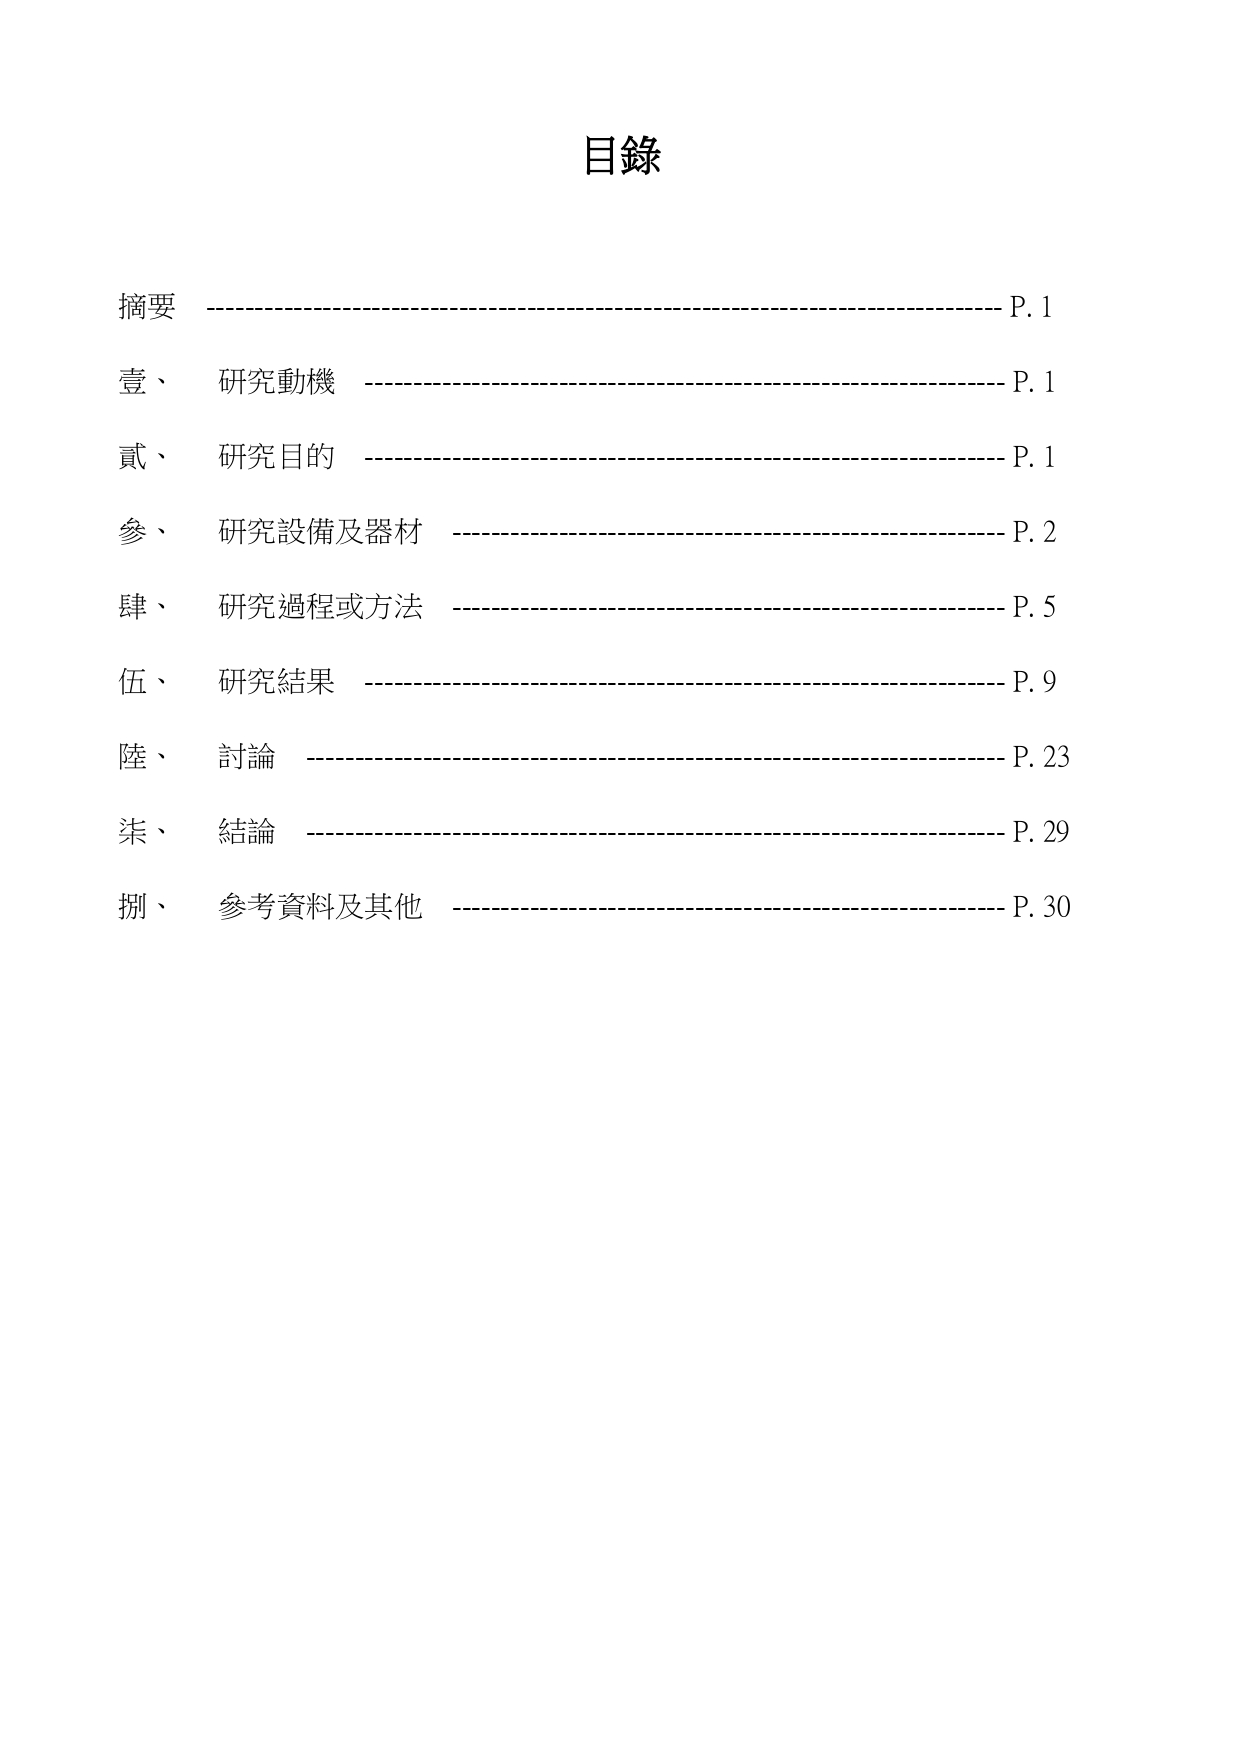 目錄
摘要 ---------------------------------------------------------------------------------- P. 1
壹、 研究動機 ------------------------------------------------------------------ P. 1
貳、 研究目的 ------------------------------------------------------------------ P. 1
參、 研究設備及器材 --------------------------------------------------------- P. 2
肆、 研究過程或方法 --------------------------------------------------------- P. 5
伍、 研究結果 ------------------------------------------------------------------ P. 9
陸、 討論 ------------------------------------------------------------------------ P. 23
柒、 結論 ------------------------------------------------------------------------ P. 29
捌、 參考資料及其他 --------------------------------------------------------- P. 30